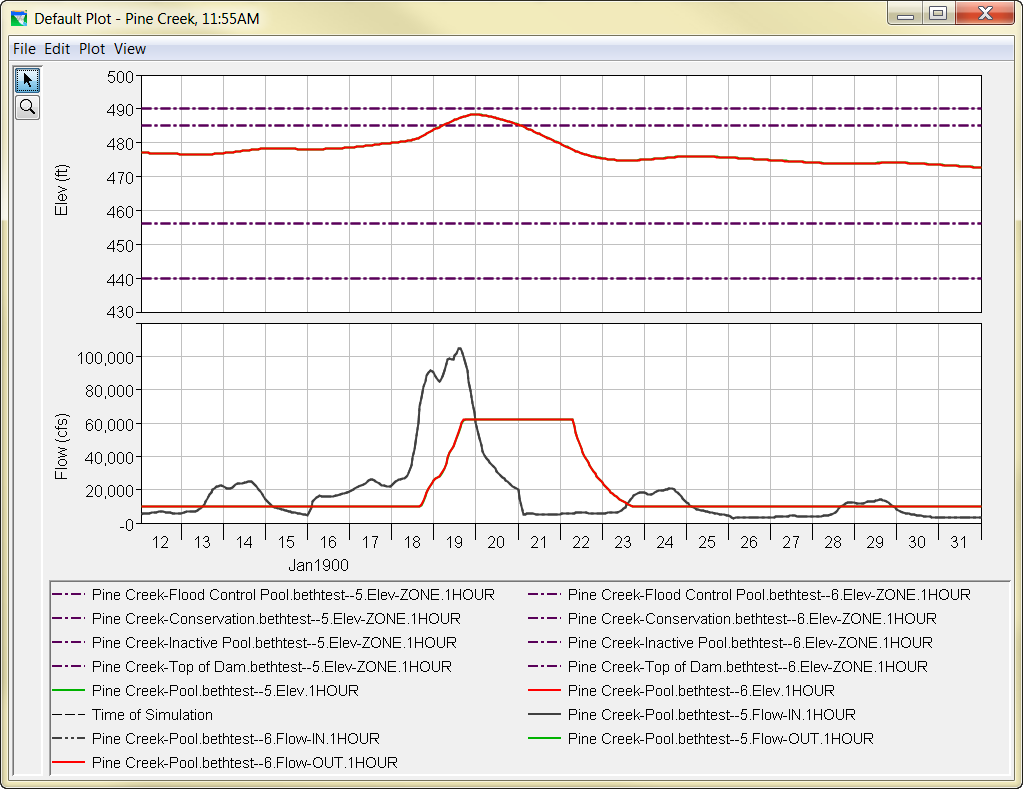 Default Plot - Pine Creek, 11:55AM
File Edit Plot View
500
490
480
470
460
450
440
430
Elev (ft)
100,000
80,000
60,000
40,000
20,000
-0
Flow (cfs)
12 13 14 15 16 17 18 19 20 21 22 23 24 25 26 27 28 29 30 31
Jan1900
Pine Creek-Flood Control Pool.bethtest--5.Elev-ZONE.1HOUR Pine Creek-Flood Control Pool.bethtest--6.Elev-ZONE.1HOUR
Pine Creek-Conservation.bethtest--5.Elev-ZONE.1HOUR Pine Creek-Conservation.bethtest--6.Elev-ZONE.1HOUR
Pine Creek-Inactive Pool.bethtest--5.Elev-ZONE.1HOUR Pine Creek-Inactive Pool.bethtest--6.Elev-ZONE.1HOUR
Pine Creek-Top of Dam.bethtest--5.Elev-ZONE.1HOUR Pine Creek-Top of Dam.bethtest--6.Elev-ZONE.1HOUR
Pine Creek-Pool.bethtest--5.Elev.1HOUR Pine Creek-Pool.bethtest--6.Elev.1HOUR
Time of Simulation Pine Creek-Pool.bethtest--5.Flow-IN.1HOUR
Pine Creek-Pool.bethtest--6.Flow-IN.1HOUR Pine Creek-Pool.bethtest--5.Flow-OUT.1HOUR
Pine Creek-Pool.bethtest--6.Flow-OUT.1HOUR